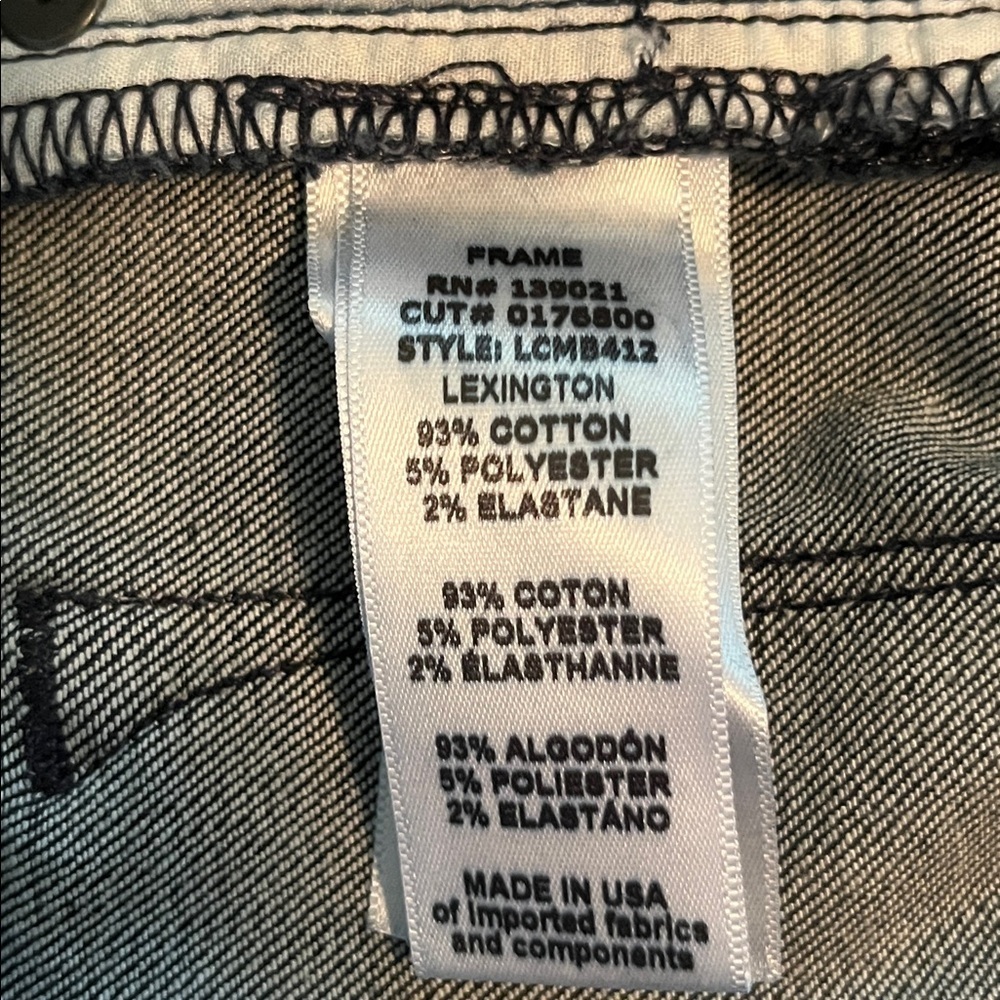 FRAME
RN# 139021
CUT# 0176800
STYLE: LCMB412
LEXINGTON
93% COTTON
5% POLYESTER
2% ELASTANE
93% COTON
5% POLYESTER
2% ÉLASTHANNE
93% ALGODÓN
5% POLIESTER
2% ELASTÁNO
MADE IN USA
of imported fabrics
and components